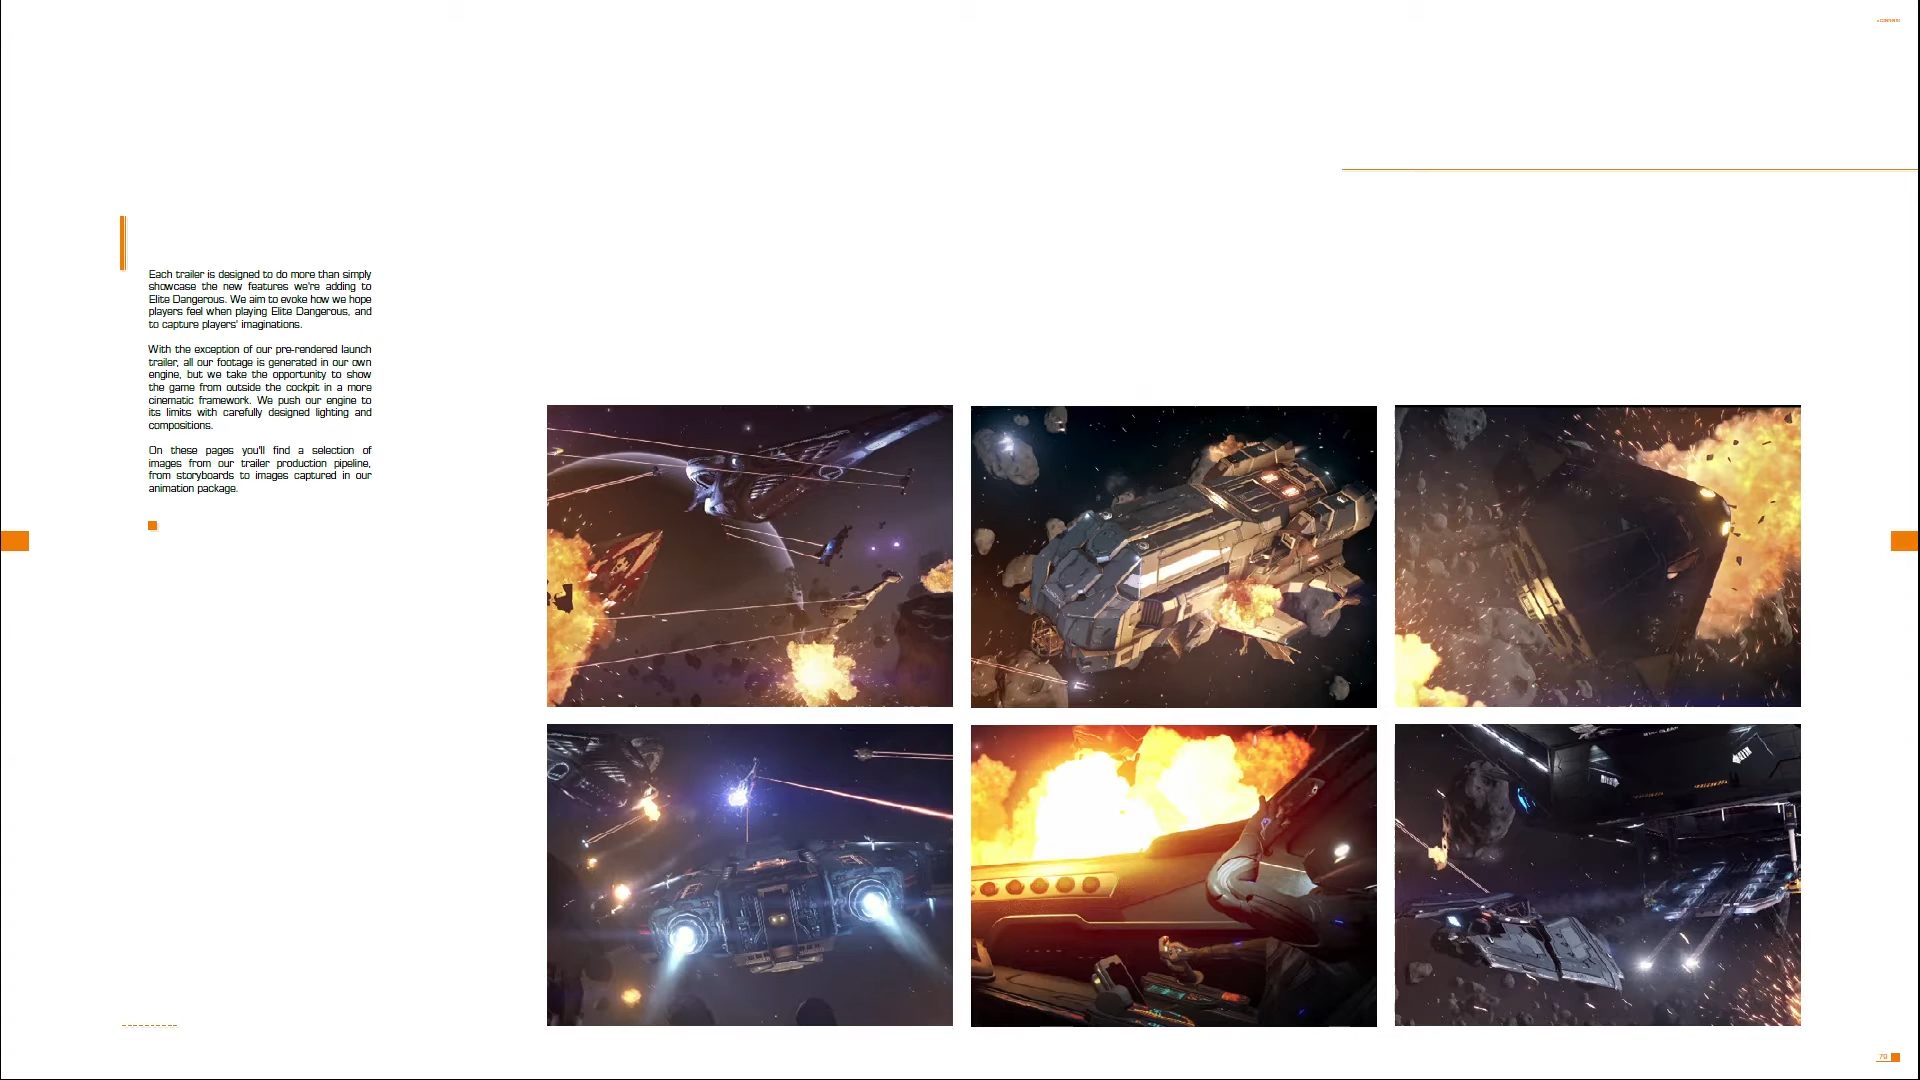 Each trailer is designed to do more than simply
showcase the new features we're adding to
Elite Dangerous. We aim to evoke how we hope
players feel when playing Elite Dangerous, and
to capture players' imaginations.
With the exception of our pre-rendered launch
trailer, all our footage is generated in our own
engine, but we take the opportunity to show
the game from outside the cockpit in a more
cinematic framework. We push our engine to
its limits with carefully designed lighting and
compositions.
On these pages you'll find a selection of
images from our trailer production pipeline,
from storyboards to images captured in our
animation package.
79